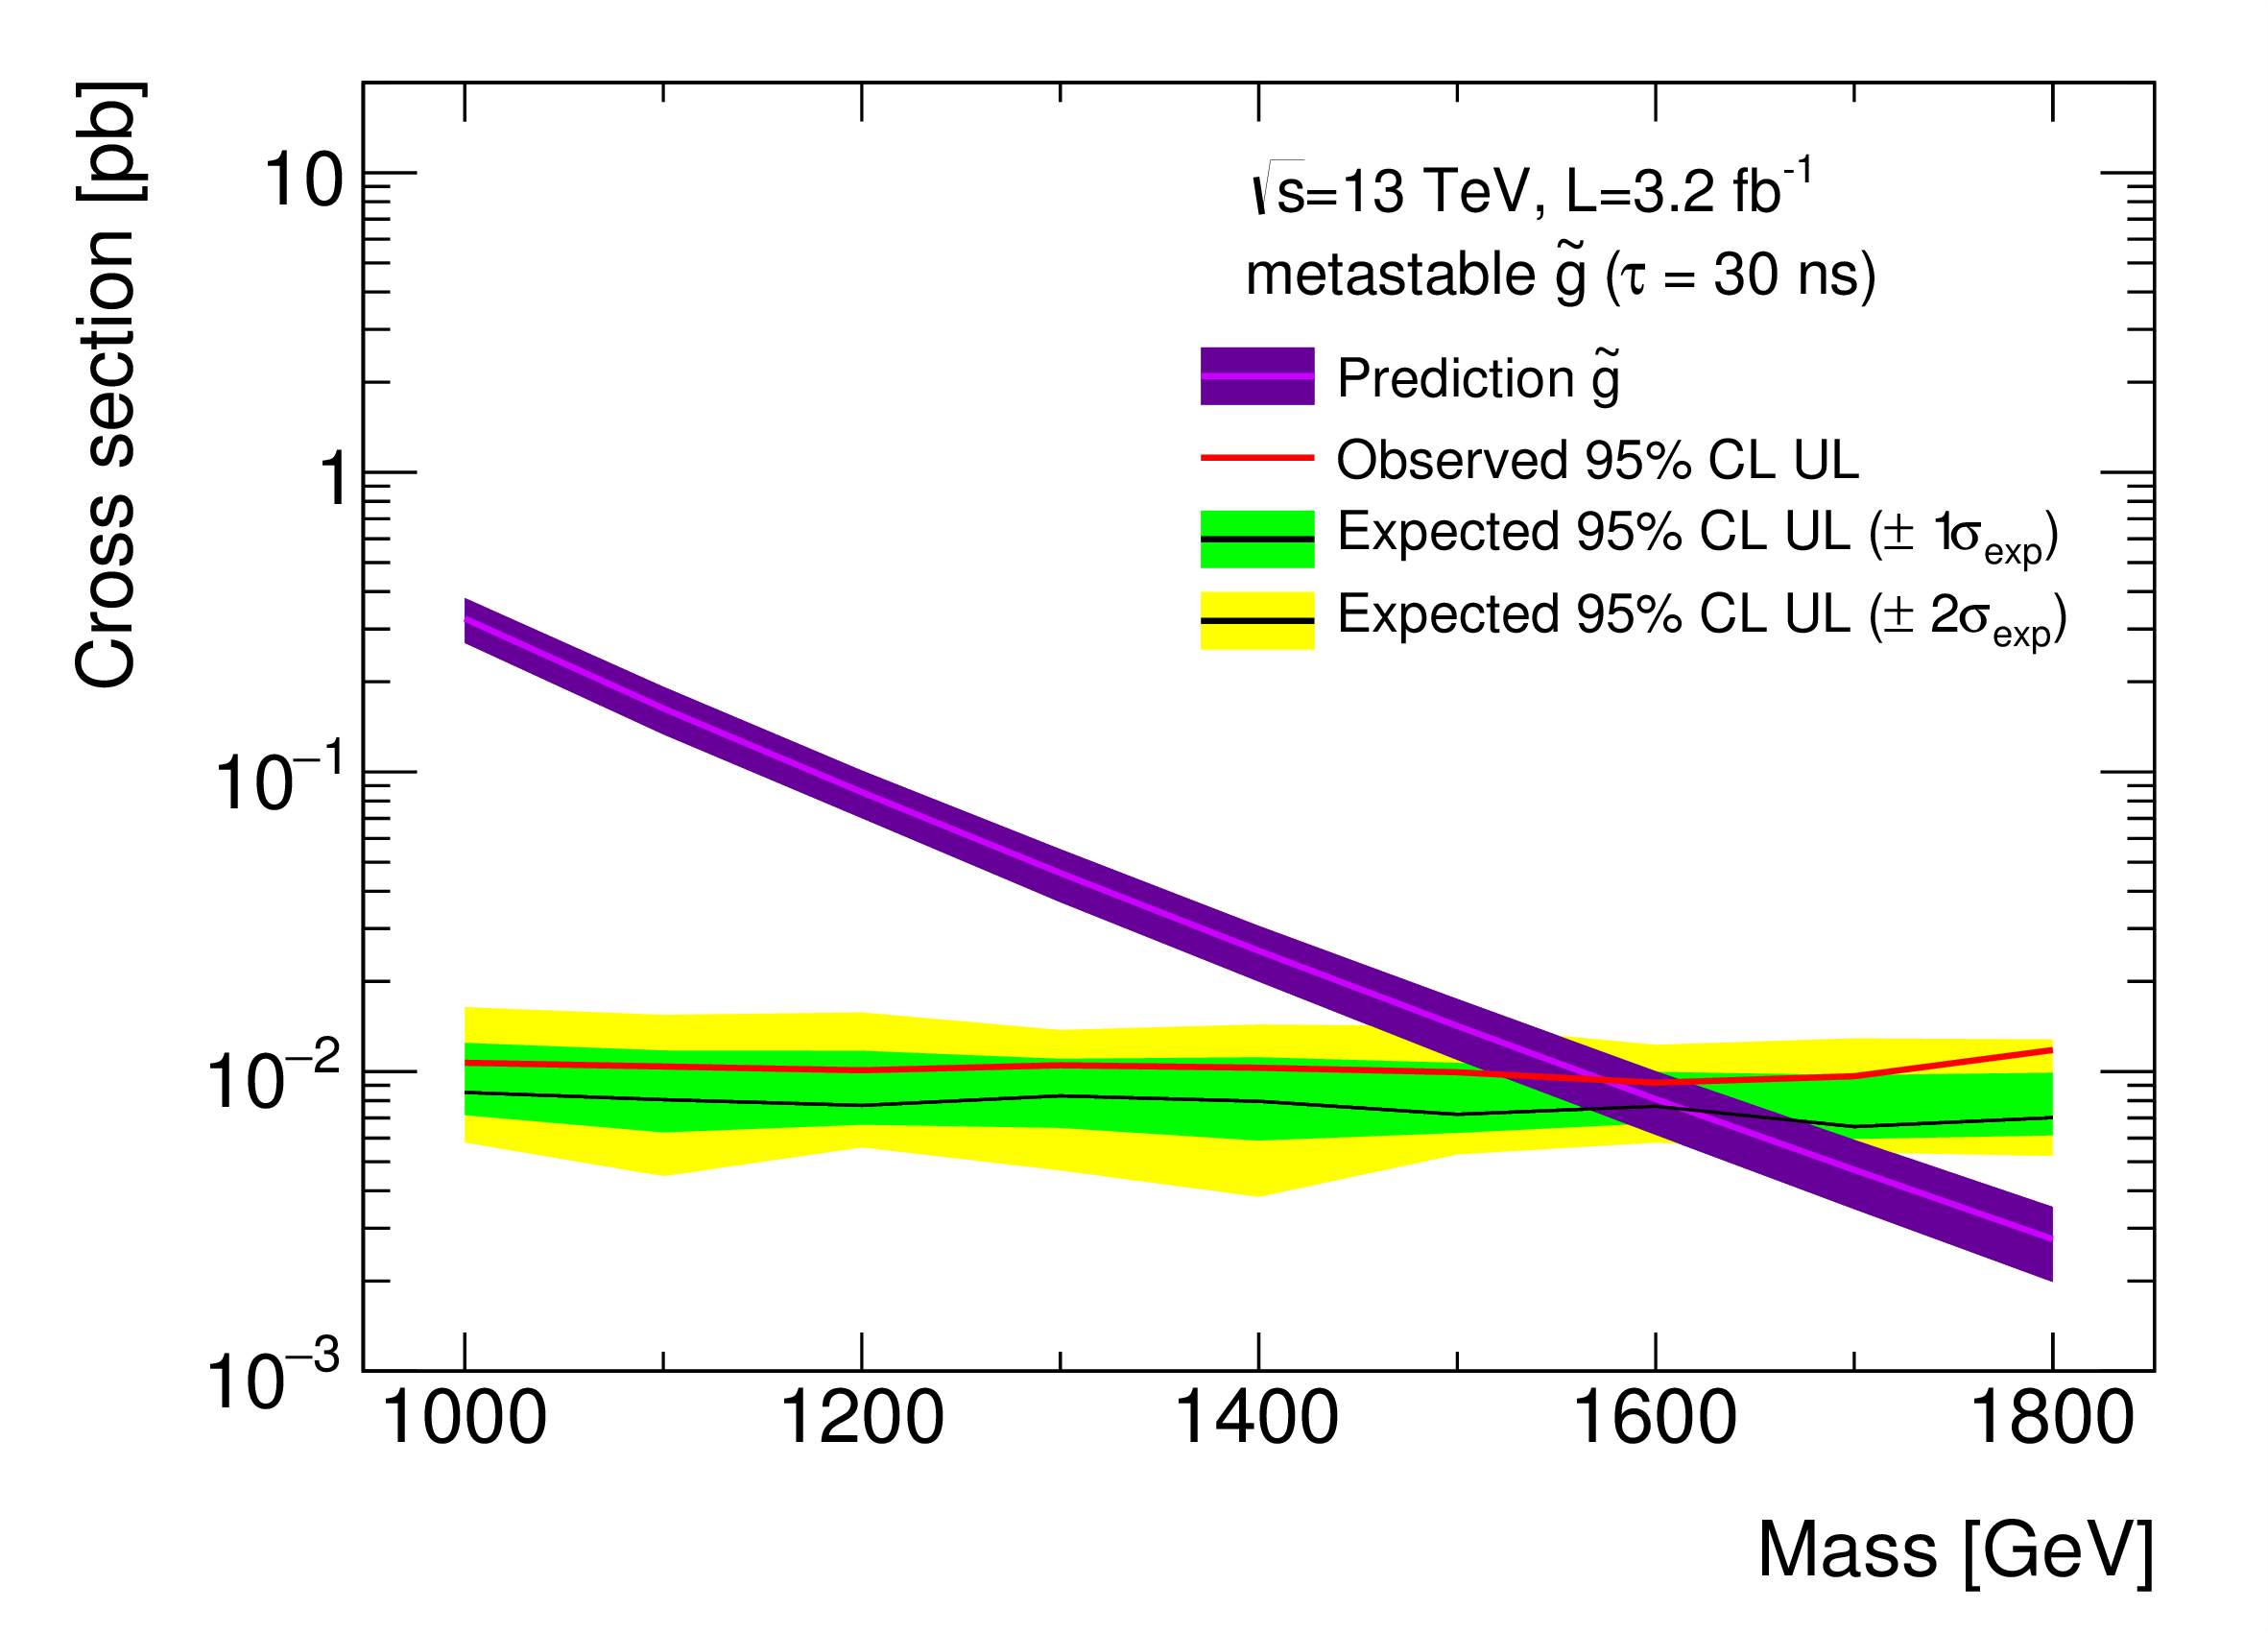 Cross section [pb]
10
1
10⁻¹
10⁻²
10⁻³
√s=13 TeV, L=3.2 fb⁻¹
metastable g̃ (τ = 30 ns)
Prediction g̃
Observed 95% CL UL
Expected 95% CL UL (± 1σexp)
Expected 95% CL UL (± 2σexp)
1000 1200 1400 1600 1800
Mass [GeV]